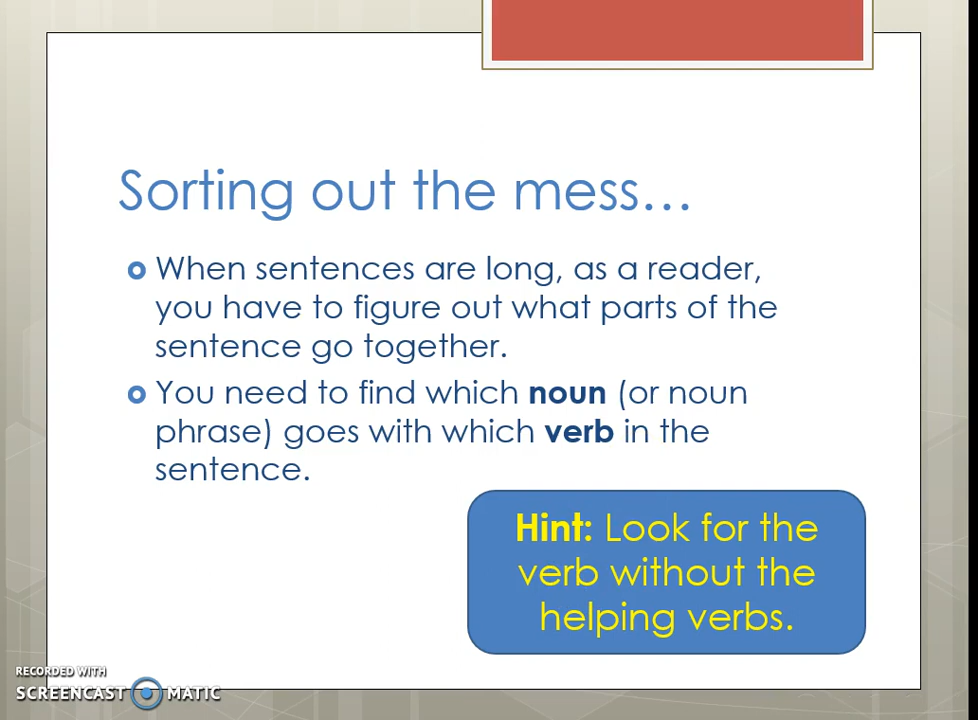 Sorting out the mess...
When sentences are long, as a reader,
you have to figure out what parts of the
sentence go together.
You need to find which noun (or noun
phrase) goes with which verb in the
sentence.
Hint: Look for the
verb without the
helping verbs.
RECORDED WITH
SCREENCAST MATIC